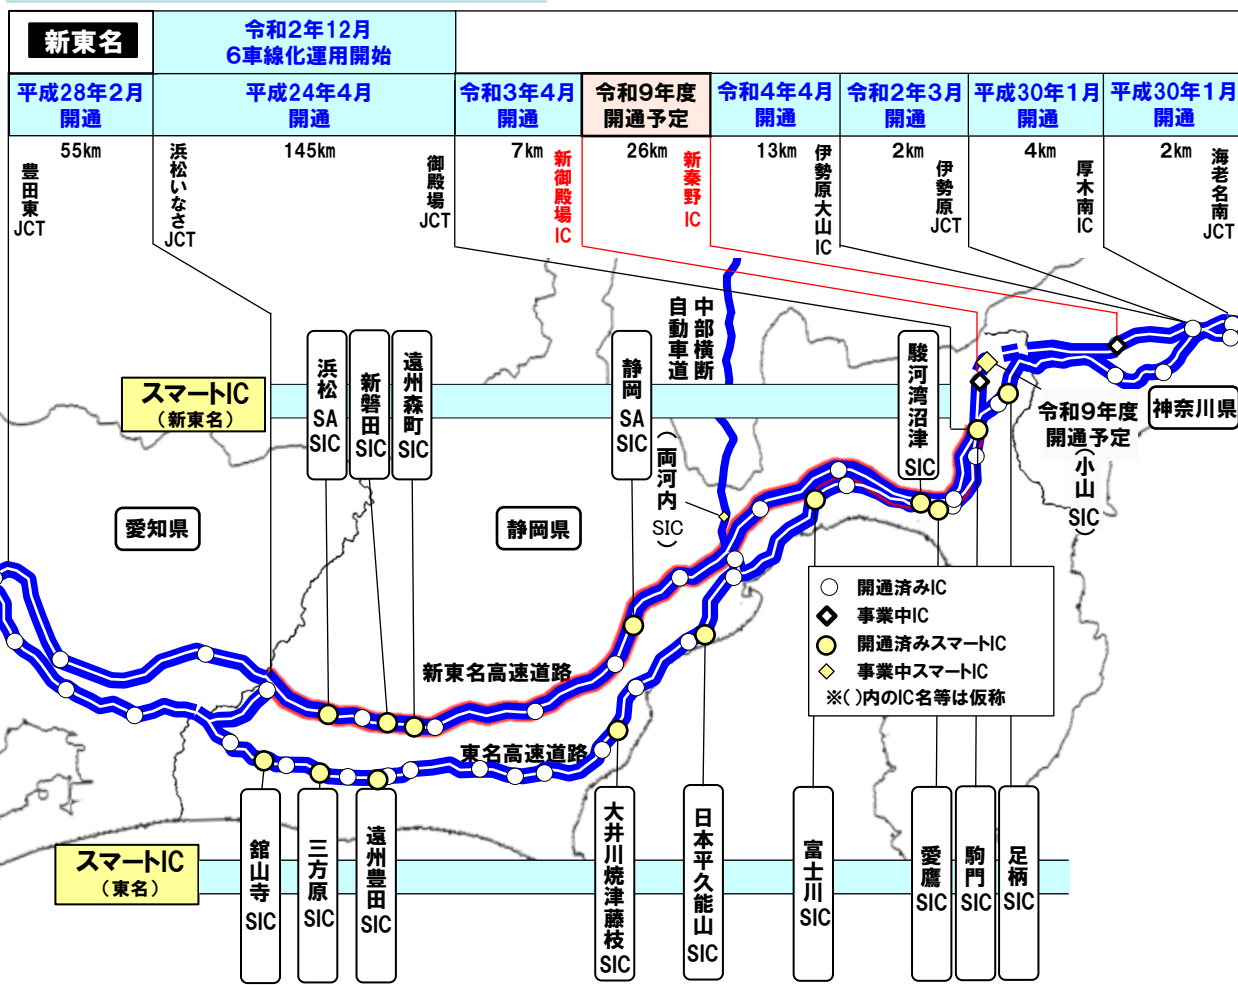 新東名
令和2年12月
6車線化運用開始
平成28年2月
開通
平成24年4月
開通
令和3年4月
開通
令和9年度
開通予定
令和4年4月
開通
令和2年3月
開通
平成30年1月
開通
平成30年1月
開通
55km
145km
7km
26km
13km
2km
4km
2km
豊田東JCT
浜松いなさJCT
御殿場JCT
新御殿場IC
新秦野IC
伊勢原大山IC
伊勢原JCT
厚木南IC
海老名南JCT
中部横断
自動車道
スマートIC
(新東名)
浜松SASIC
新磐田SIC
遠州森町SIC
静岡SASIC
駿河湾沼津SIC
(両河内SIC)
令和9年度
開通予定
(小山SIC)
神奈川県
愛知県
静岡県
○ 開通済みIC
◇ 事業中IC
○ 開通済みスマートIC
◇ 事業中スマートIC
※( )内のIC名等は仮称
新東名高速道路
東名高速道路
スマートIC
(東名)
舘山寺SIC
三方原SIC
遠州豊田SIC
大井川焼津藤枝SIC
日本平久能山SIC
富士川SIC
愛鷹SIC
駒門SIC
足柄SIC